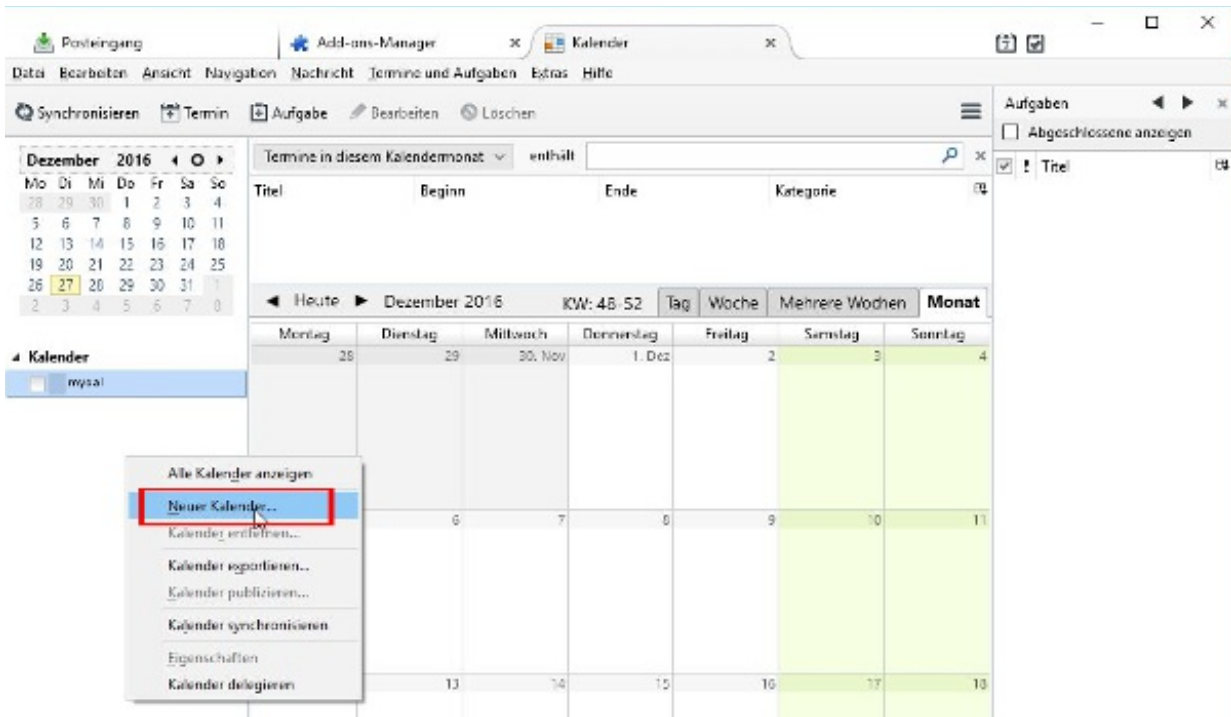 Posteingang Add-ons-Manager Kalender
Datei Bearbeiten Ansicht Navigation Nachricht Termine und Aufgaben Extras Hilfe
Synchronisieren Termin Aufgabe Bearbeiten Löschen
Aufgaben
Abgeschlossene anzeigen
Titel
Dezember 2016
Mo Di Mi Do Fr Sa So
28 29 30 1 2 3 4
5 6 7 8 9 10 11
12 13 14 15 16 17 18
19 20 21 22 23 24 25
26 27 28 29 30 31 1
2 3 4 5 6 7 8
Kalender
Termine in diesem Kalendermonat enthält
Titel Beginn Ende Kategorie
Heute Dezember 2016 KW: 48-52 Tag Woche Mehrere Wochen Monat
Montag Dienstag Mittwoch Donnerstag Freitag Samstag Sonntag
28 29 30. Nov 1. Dez 2 3 4
6 7 8 9 10 11
13 14 15 16 17 18
Alle Kalender anzeigen
Neuer Kalender...
Kalender entfernen...
Kalender exportieren...
Kalender publizieren...
Kalender synchronisieren
Eigenschaften
Kalender delegieren